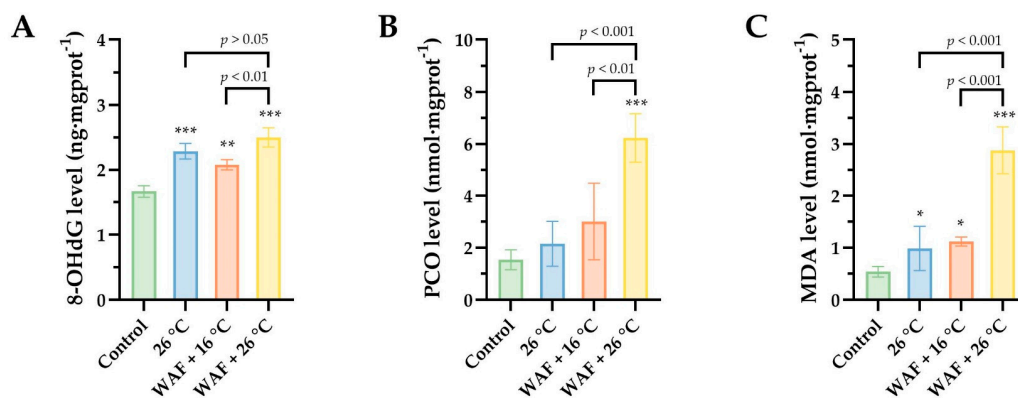 A
8-OHdG level (ng·mgprot⁻¹)
4
3
2
1
0
p > 0.05
p < 0.01
***
**
***
Control
26 °C
WAF + 16 °C
WAF + 26 °C
B
PCO level (nmol·mgprot⁻¹)
10
8
6
4
2
0
p < 0.001
p < 0.01
***
Control
26 °C
WAF + 16 °C
WAF + 26 °C
C
MDA level (nmol·mgprot⁻¹)
5
4
3
2
1
0
p < 0.001
p < 0.001
*
*
***
Control
26 °C
WAF + 16 °C
WAF + 26 °C